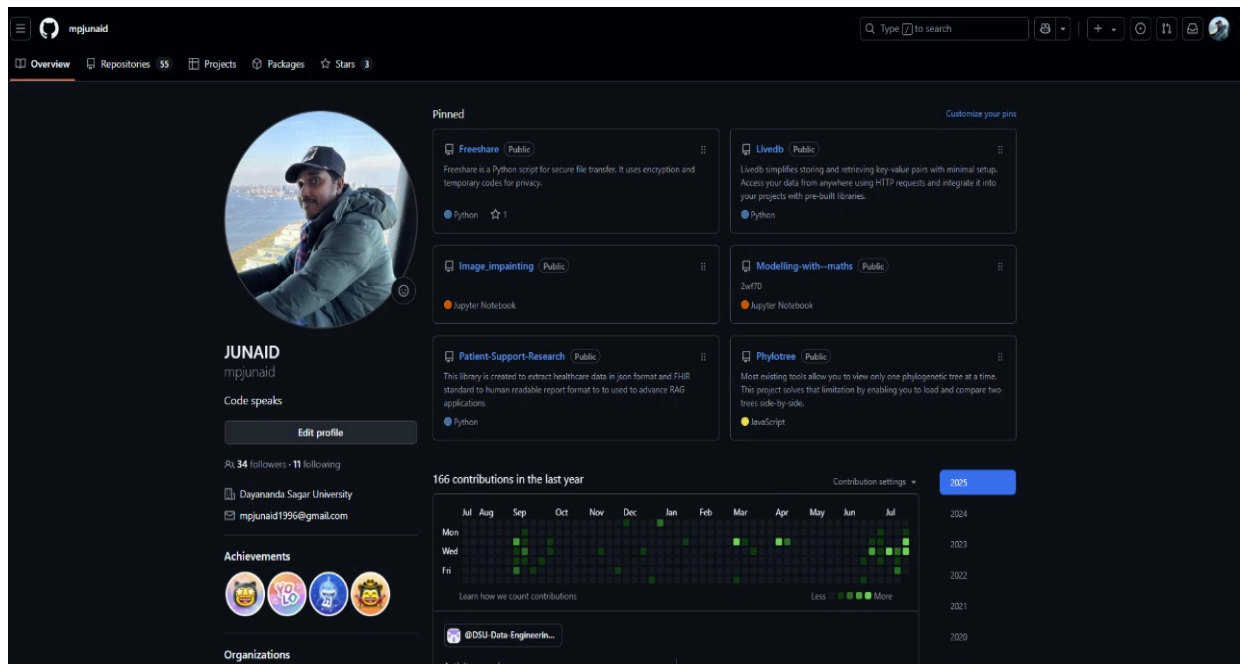 mpjunaid
Type / to search
Overview
Repositories 55
Projects
Packages
Stars 3
Pinned
Customize your pins
Freeshare Public
Freeshare is a Python script for secure file transfer. It uses encryption and
temporary codes for privacy.
Python 1
Livedb Public
Livedb simplifies storing and retrieving key-value pairs with minimal setup.
Access your data from anywhere using HTTP requests and integrate it into
your projects with pre-built libraries.
Python
Image_impainting Public
Jupyter Notebook
Modelling-with--maths Public
2wf70
Jupyter Notebook
Patient-Support-Research Public
This library is created to extract healthcare data in json format and FHIR
standard to human readable report format to to used to advance RAG
applications
Python
Phylotree Public
Most existing tools allow you to view only one phylogenetic tree at a time.
This project solves that limitation by enabling you to load and compare two
trees side-by-side.
JavaScript
JUNAID
mpjunaid
Code speaks
Edit profile
34 followers · 11 following
Dayananda Sagar University
mpjunaid1996@gmail.com
Achievements
YOLO
Organizations
166 contributions in the last year
Contribution settings
Jul Aug Sep Oct Nov Dec Jan Feb Mar Apr May Jun Jul
Mon
Wed
Fri
Learn how we count contributions
Less More
@DSU-Data-Engineerin...
2025
2024
2023
2022
2021
2020